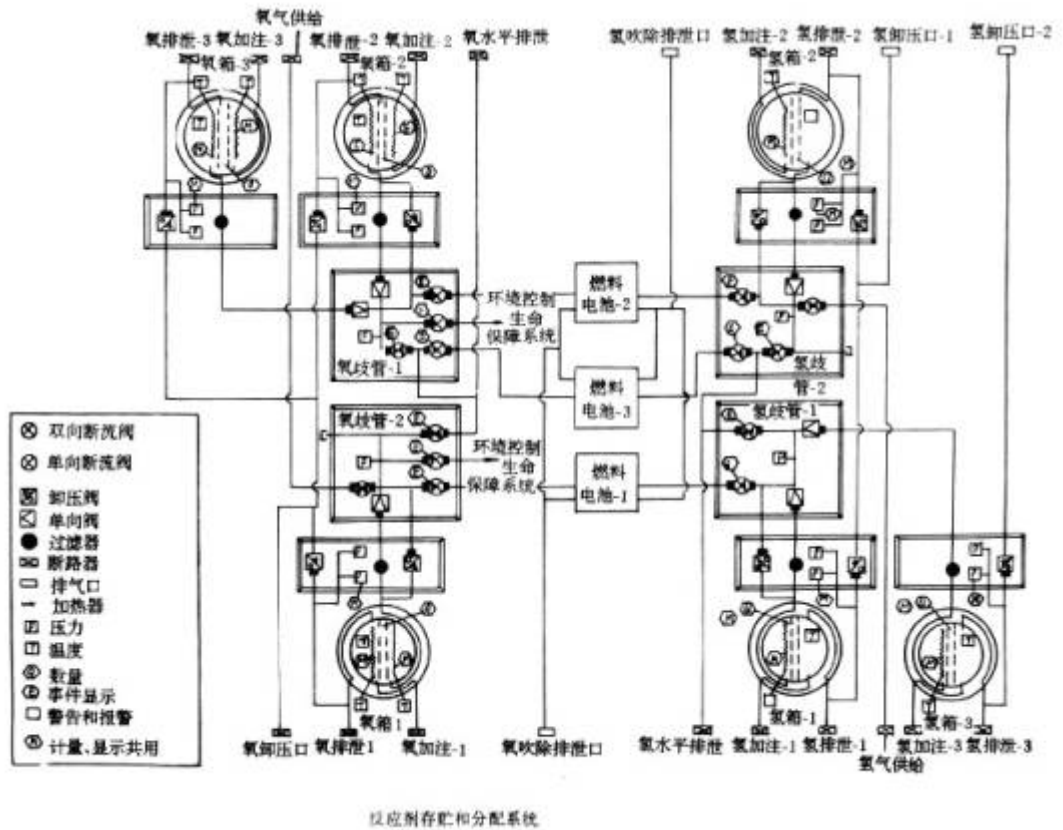 氧气供给
氧排泄-3 氧加注-3 氧排泄-2 氧加注-2 氧水平排泄 氢吹除排泄口 氢加注-2 氢排泄-2 氢卸压口-1 氢卸压口-2
氧箱-3 氧箱-2 氢箱-2
环境控制
生命
保障系统
燃料
电池-2
氧歧管-1
氢歧
管-2
燃料
电池-3
氧歧管-2
氢歧管-1
环境控制
生命
保障系统
燃料
电池-1
双向断流阀
单向断流阀
卸压阀
单向阀
过滤器
断路器
排气口
加热器
压力
温度
数量
事件显示
警告和报警
计量、显示共用
氧箱1 氢箱-1 氢箱-3
氧卸压口 氧排泄1 氧加注-1 氧吹除排泄口 氢水平排泄 氢加注-1 氢排泄-1 氢加注-3 氢排泄-3
氢气供给
反应剂存贮和分配系统